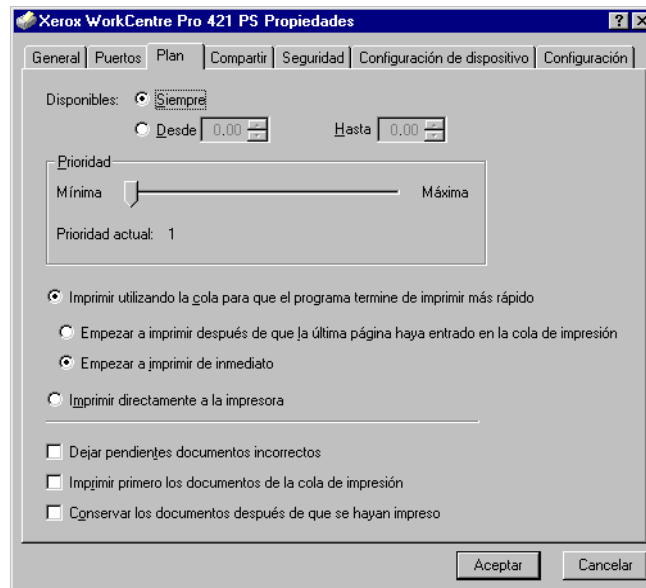 Xerox WorkCentre Pro 421 PS Propiedades
General Puertos Plan Compartir Seguridad Configuración de dispositivo Configuración
Disponibles: Siempre
Desde 0.00 Hasta 0.00
Prioridad
Mínima Máxima
Prioridad actual: 1
Imprimir utilizando la cola para que el programa termine de imprimir más rápido
Empezar a imprimir después de que la última página haya entrado en la cola de impresión
Empezar a imprimir de inmediato
Imprimir directamente a la impresora
Dejar pendientes documentos incorrectos
Imprimir primero los documentos de la cola de impresión
Conservar los documentos después de que se hayan impreso
Aceptar Cancelar